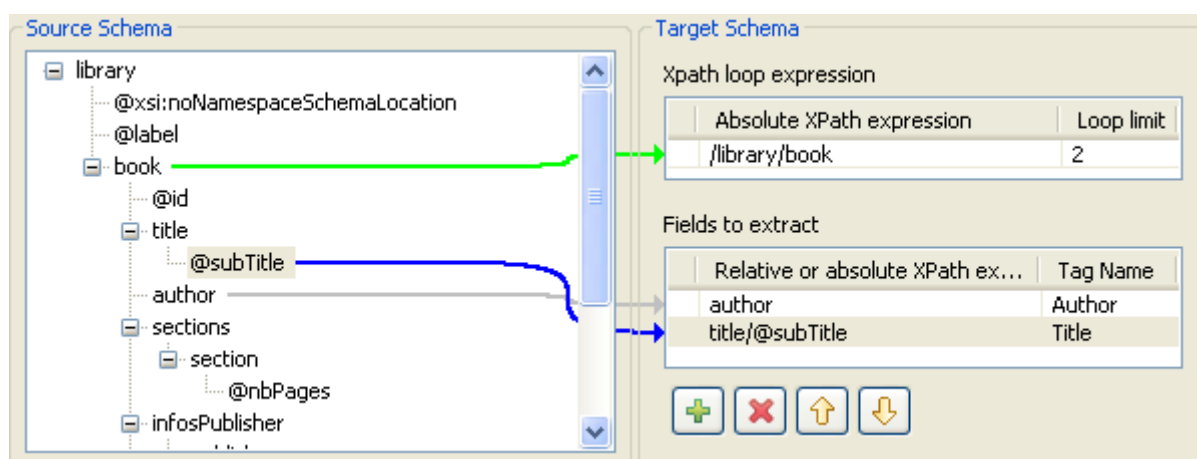 Source Schema
library
@xsi:noNamespaceSchemaLocation
@label
book
@id
title
@subTitle
author
sections
section
@nbPages
infosPublisher
Target Schema
Xpath loop expression
Absolute XPath expression Loop limit
/library/book 2
Fields to extract
Relative or absolute XPath ex... Tag Name
author Author
title/@subTitle Title